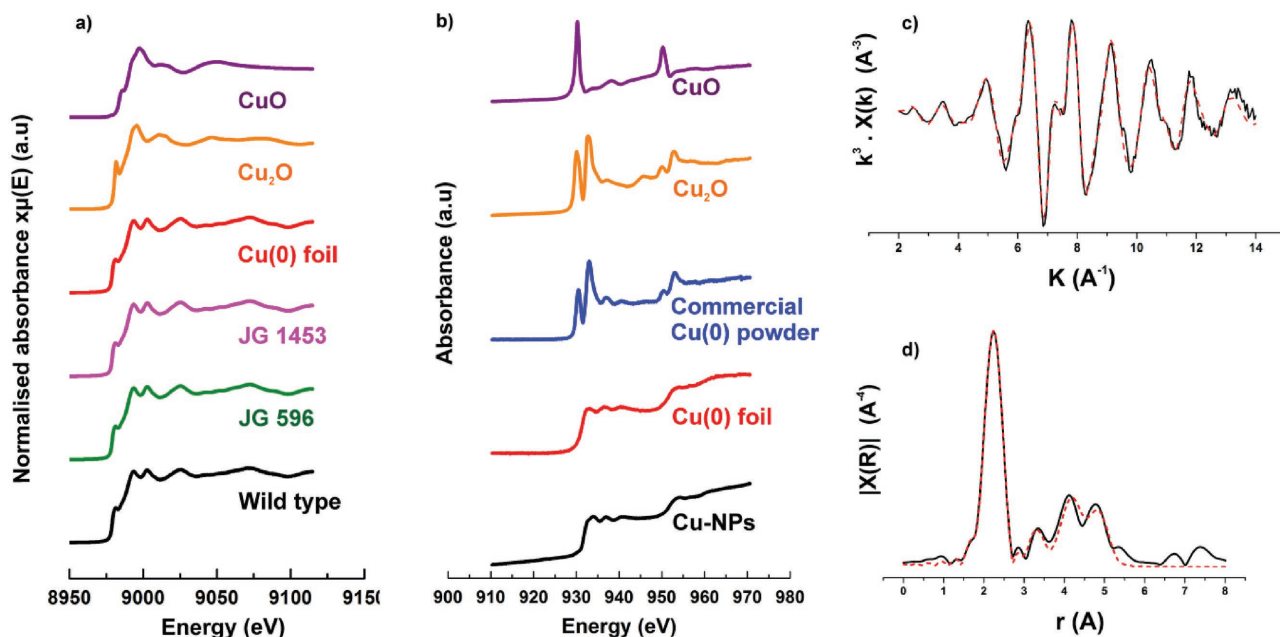 a)
CuO
Cu₂O
Cu(0) foil
JG 1453
JG 596
Wild type
Normalised absorbance xμ(E) (a.u)
8950 9000 9050 9100 9150
Energy (eV)
b)
CuO
Cu₂O
Commercial
Cu(0) powder
Cu(0) foil
Cu-NPs
Absorbance (a.u)
900 910 920 930 940 950 960 970 980
Energy (eV)
c)
k³ . X(k) (A⁻³)
0 2 4 6 8 10 12 14
K (A⁻¹)
d)
|X(R)| (A⁻⁴)
0 1 2 3 4 5 6 7 8
r (A)